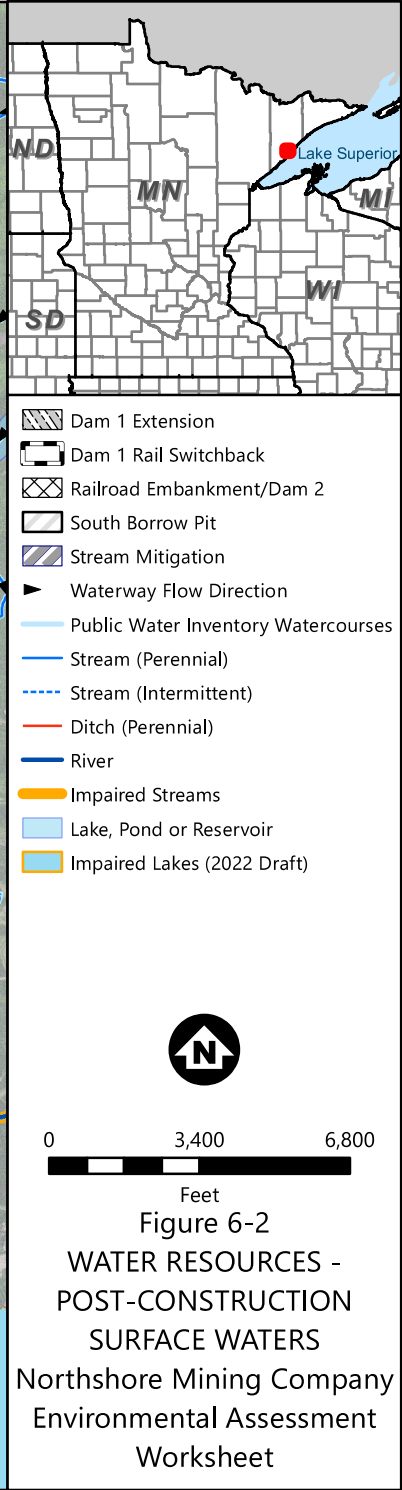 ND
MN
Lake Superior
MI
WI
SD
Dam 1 Extension
Dam 1 Rail Switchback
Railroad Embankment/Dam 2
South Borrow Pit
Stream Mitigation
Waterway Flow Direction
Public Water Inventory Watercourses
Stream (Perennial)
Stream (Intermittent)
Ditch (Perennial)
River
Impaired Streams
Lake, Pond or Reservoir
Impaired Lakes (2022 Draft)
N
0 3,400 6,800
Feet
Figure 6-2
WATER RESOURCES -
POST-CONSTRUCTION
SURFACE WATERS
Northshore Mining Company
Environmental Assessment
Worksheet